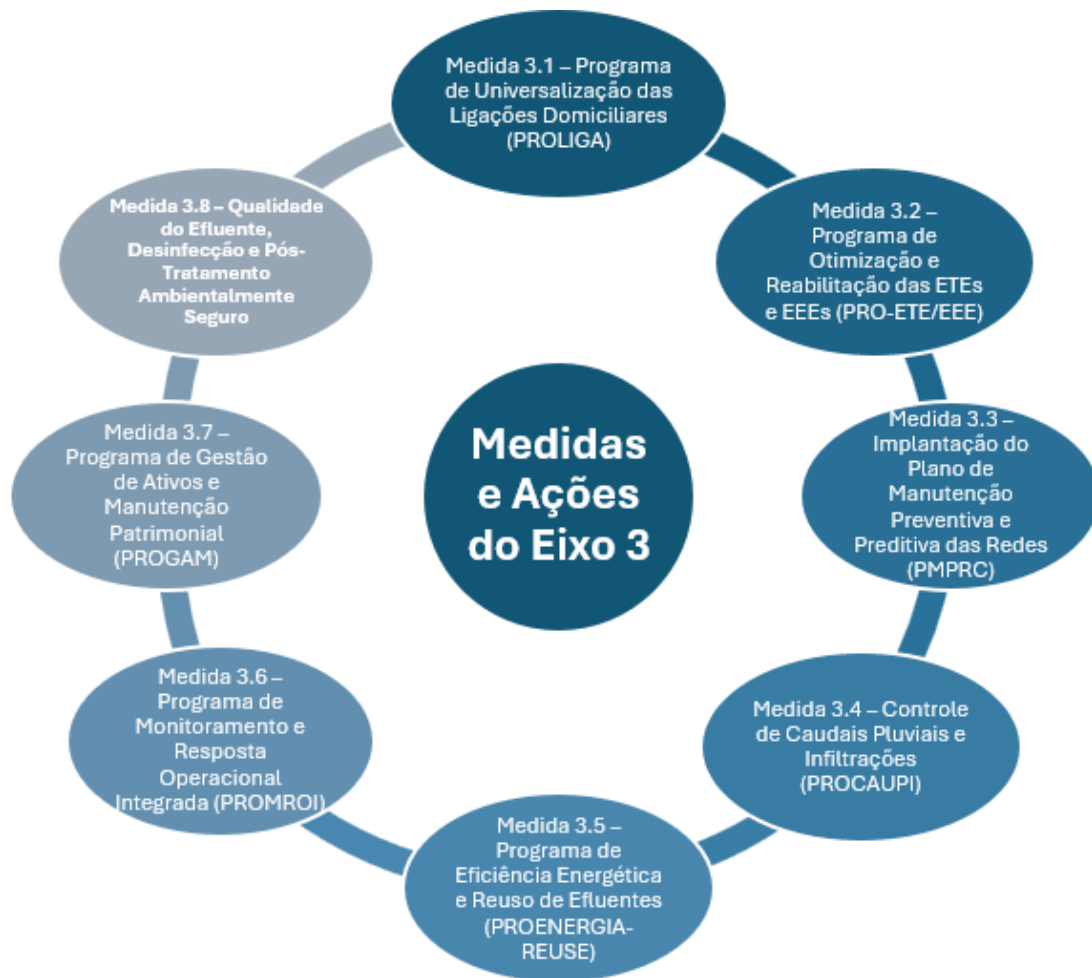 Medida 3.1 – Programa
de Universalização das
Ligações Domiciliares
(PROLIGA)
Medida 3.2 –
Programa de
Otimização e
Reabilitação das ETEs
e EEEs (PRO-ETE/EEE)
Medida 3.3 –
Implantação do
Plano de
Manutenção
Preventiva e
Preditiva das Redes
(PMPRC)
Medida 3.4 – Controle
de Caudais Pluviais e
Infiltrações
(PROCAUPI)
Medida 3.5 –
Programa de
Eficiência Energética
e Reuso de Efluentes
(PROENERGIA-
REUSE)
Medida 3.6 –
Programa de
Monitoramento e
Resposta
Operacional
Integrada (PROMROI)
Medida 3.7 –
Programa de Gestão
de Ativos e
Manutenção
Patrimonial
(PROGAM)
Medida 3.8 – Qualidade
do Efluente,
Desinfecção e Pós-
Tratamento
Ambientalmente
Seguro
Medidas
e Ações
do Eixo 3